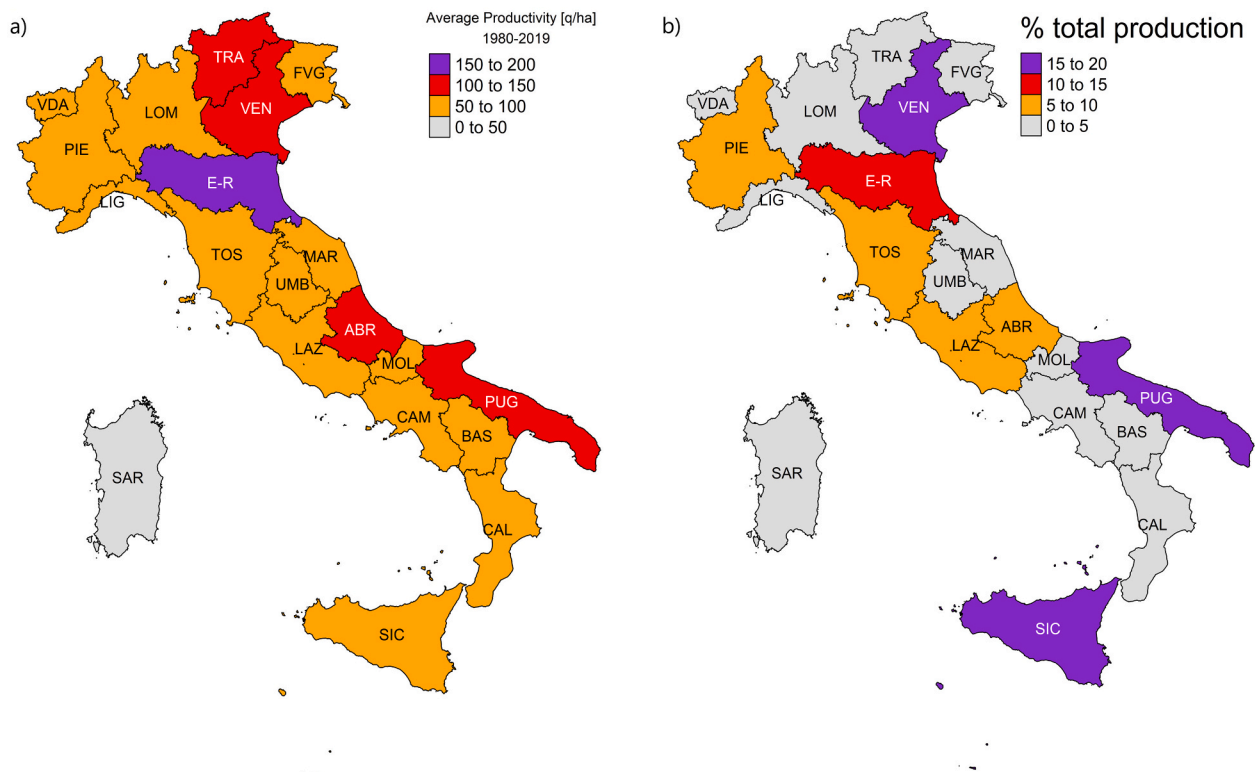 a)
Average Productivity [q/ha]
1980-2019
150 to 200
100 to 150
50 to 100
0 to 50
TRA
FVG
VDA
LOM
VEN
PIE
E-R
LIG
TOS
MAR
UMB
ABR
LAZ
MOL
PUG
CAM
BAS
SAR
CAL
SIC
b)
% total production
15 to 20
10 to 15
5 to 10
0 to 5
TRA
FVG
VDA
LOM
VEN
PIE
E-R
LIG
TOS
MAR
UMB
ABR
LAZ
MOL
PUG
CAM
BAS
SAR
CAL
SIC